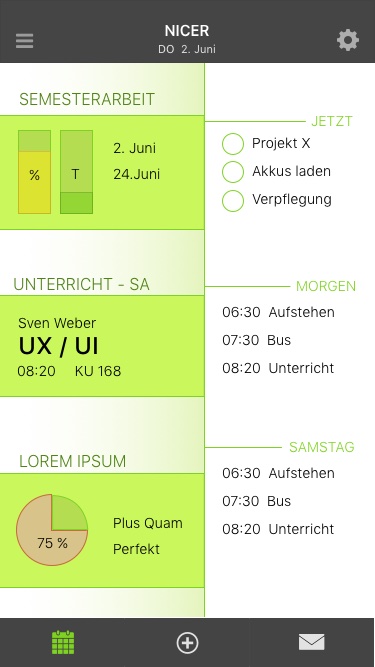 NICER
DO 2. Juni
SEMESTERARBEIT
% T
2. Juni
24.Juni
JETZT
Projekt X
Akkus laden
Verpflegung
UNTERRICHT - SA
Sven Weber
UX / UI
08:20 KU 168
MORGEN
06:30 Aufstehen
07:30 Bus
08:20 Unterricht
LOREM IPSUM
75 %
Plus Quam
Perfekt
SAMSTAG
06:30 Aufstehen
07:30 Bus
08:20 Unterricht